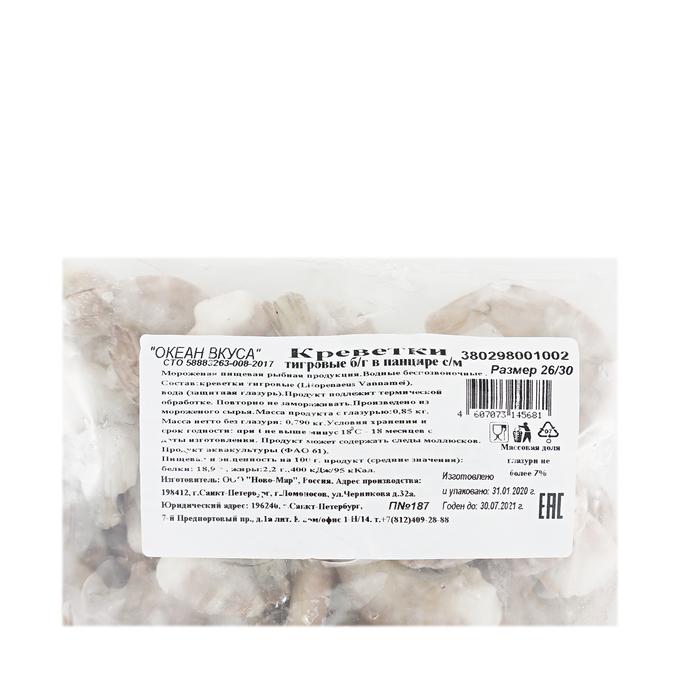 "ОКЕАН ВКУСА" Креветки 380298001002
СТО 58883263-008-2017 тигровые б/г в панцире с/м Размер 26/30
Мороженая пищевая рыбная продукция.Водные беспозвоночные .
Состав:креветки тигровые (Litopenaeus Vannamei),
вода (защитная глазурь).Продукт подлежит термической
обработке. Повторно не замораживать.Произведено из
мороженого сырья.Масса продукта с глазурью:0,85 кг.
Масса нетто без глазури: 0,790 кг.Условия хранения и
срок годности: при t не выше минус 18°С - 18 месяцев с
даты изготовления. Продукт может содержать следы моллюсков.
Продукт аквакультуры (ФАО 61).
Пищевая и энег.ценность на 100 г. продукт (средние значения):
белки: 18,9 г., жиры:2,2 г.,400 кДж/95 кКал.
Изготовитель: ООО "Ново-Мар", Россия. Адрес производства:
198412, г.Санкт-Петербург, г.Ломоносов, ул.Черникова д.32а.
Юридический адрес: 196240, г.Санкт-Петербург, П№187
7-й Предпортовый пр., д.1а лит. Б пом/офис 1-Н/14. т.+7(812)409-28-88
4 607073 145681
07
Массовая доля
глазури не
более 7%
Изготовлено
и упаковано: 31.01.2020 г.
Годен до: 30.07.2021 г.
ЕАС